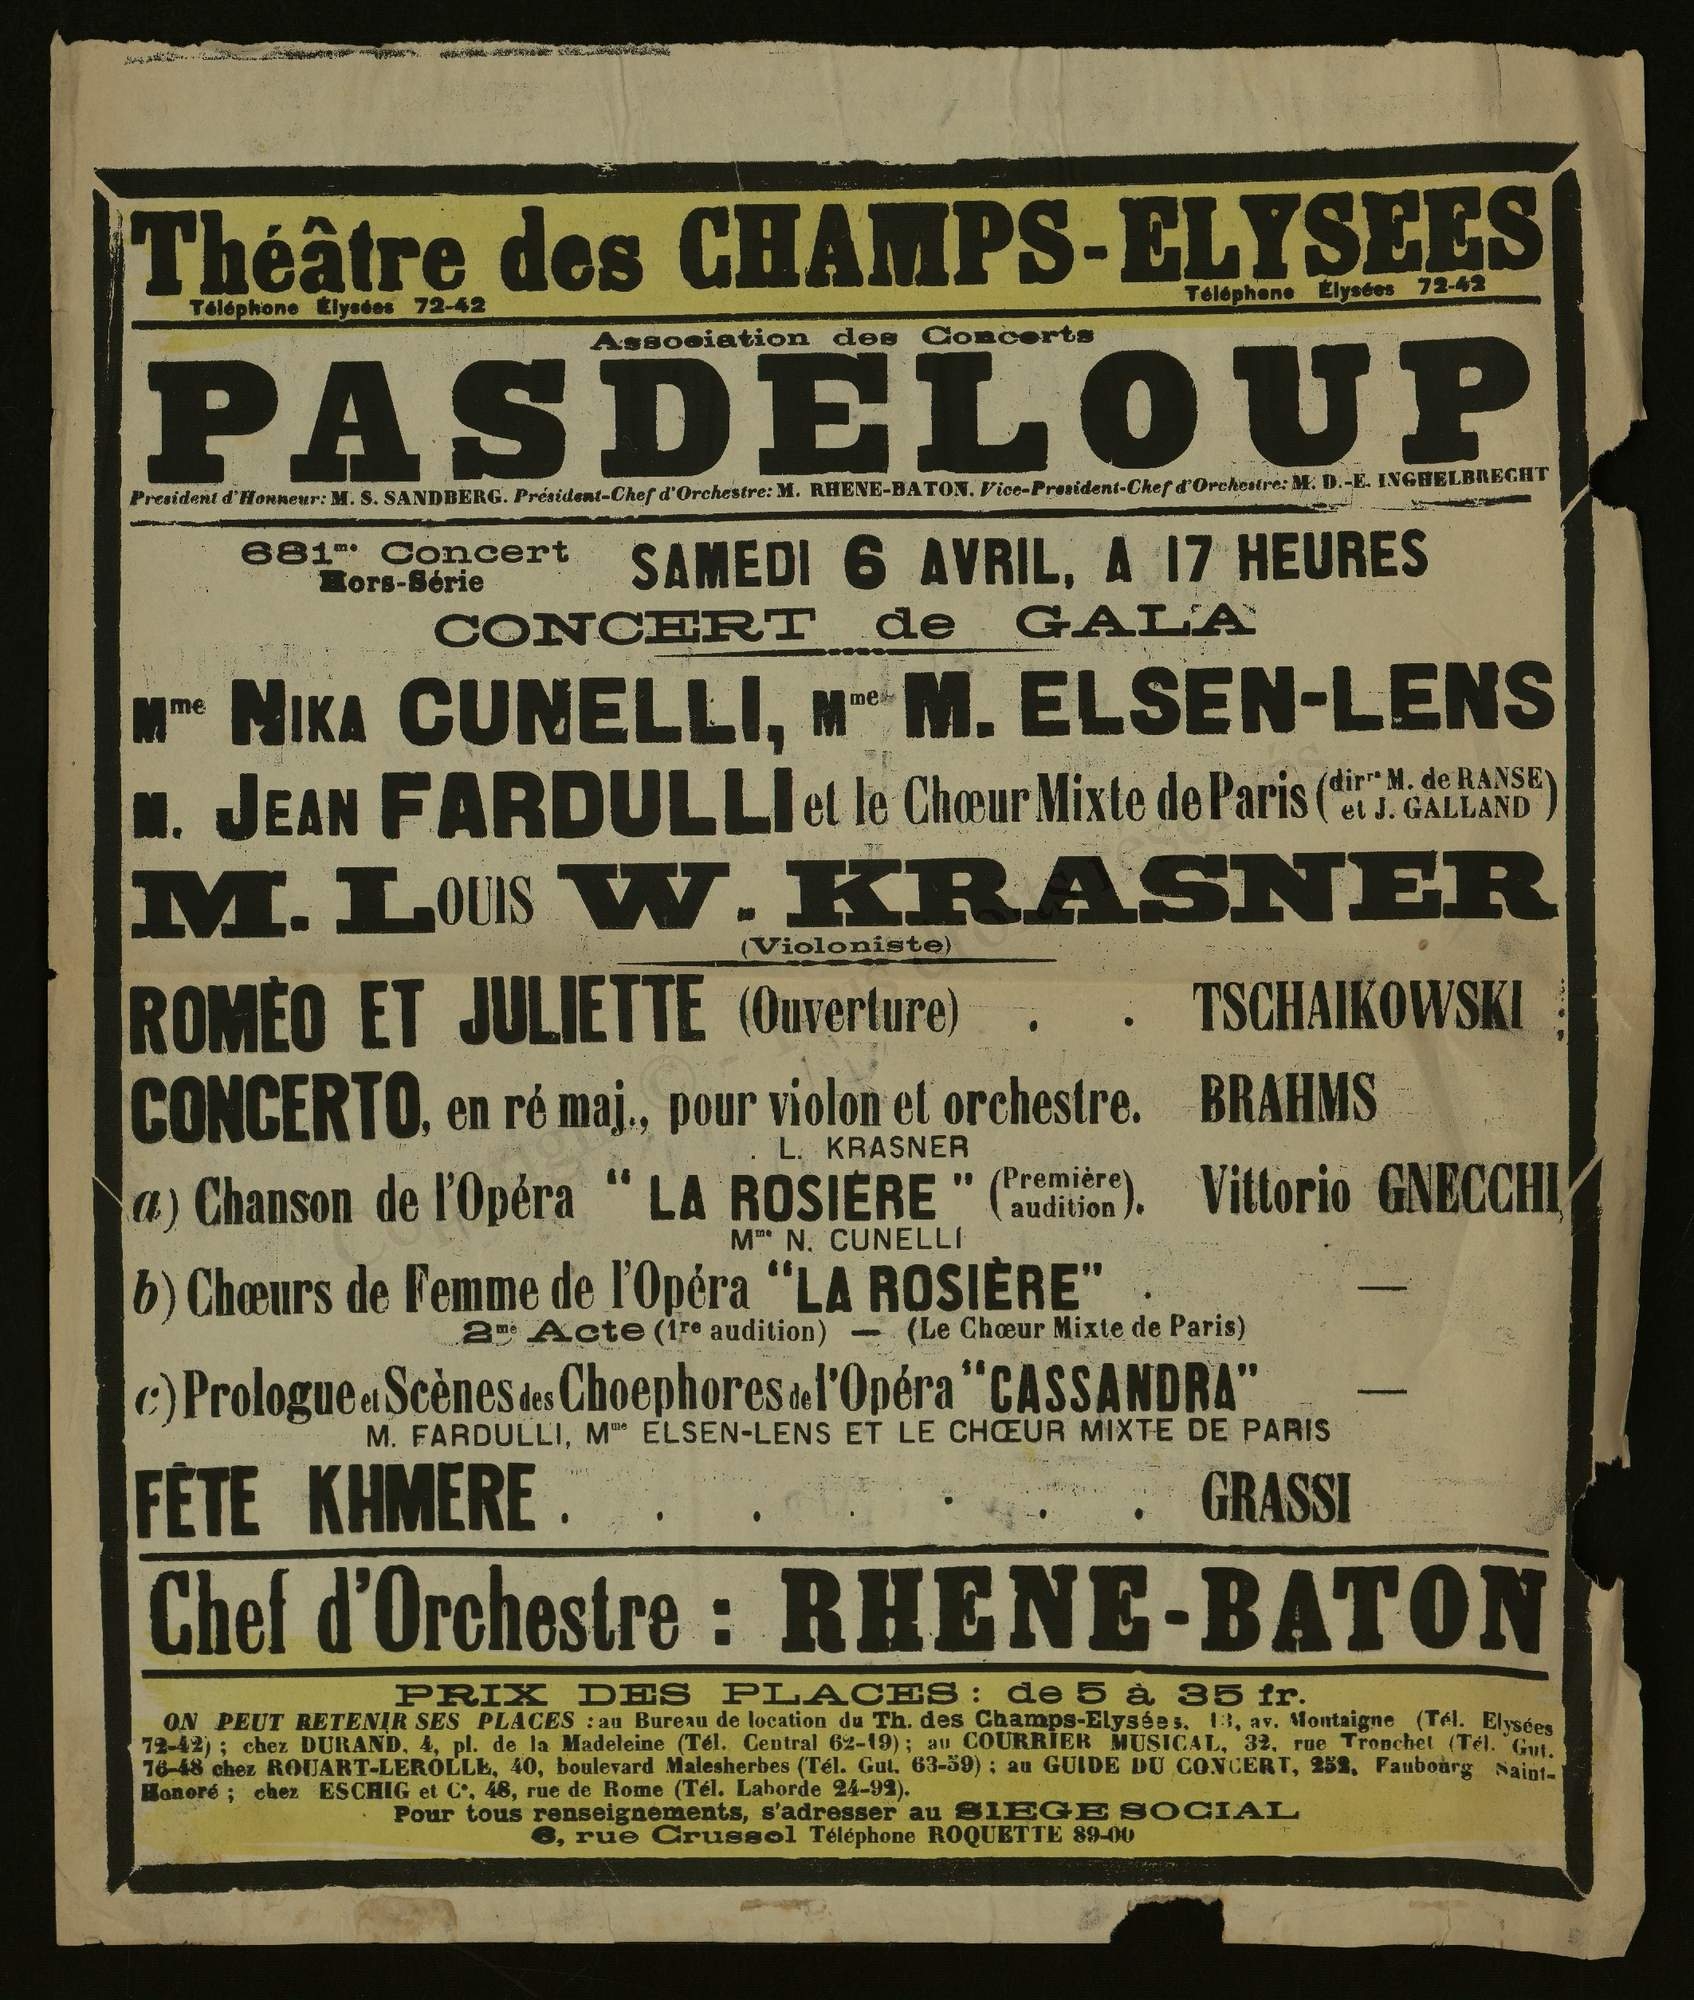 Théâtre des CHAMPS-ELYSEES
Téléphone Élysées 72-42 Téléphone Élysées 72-42
Association des Concerts
PASDELOUP
President d'Honneur: M. S. SANDBERG. Président-Chef d'Orchestre: M. RHENE-BATON. Vice-President-Chef d'Orchestre: M. D.-E. INGHELBRECHT
681me Concert SAMEDI 6 AVRIL, A 17 HEURES
Hors-Série
CONCERT de GALA
Mme NIKA CUNELLI, Mme M. ELSEN-LENS
M. JEAN FARDULLI et le Chœur Mixte de Paris (dirrs M. de RANSE et J. GALLAND)
M. LOUIS W. KRASNER
(Violoniste)
ROMÈO ET JULIETTE (Ouverture) . . TSCHAIKOWSKI
CONCERTO, en ré maj., pour violon et orchestre. BRAHMS
L. KRASNER
a) Chanson de l'Opéra "LA ROSIÈRE" (Première audition). Vittorio GNECCHI
Mme N. CUNELLI
b) Chœurs de Femme de l'Opéra "LA ROSIÈRE" . —
2me Acte (1re audition) — (Le Chœur Mixte de Paris)
c) Prologue et Scènes des Choephores de l'Opéra "CASSANDRA" —
M. FARDULLI, Mme ELSEN-LENS ET LE CHŒUR MIXTE DE PARIS
FÊTE KHMERE . . . . . . . GRASSI
Chef d'Orchestre : RHENE-BATON
PRIX DES PLACES : de 5 à 35 fr.
ON PEUT RETENIR SES PLACES : au Bureau de location du Th. des Champs-Elysées, 13, av. Montaigne (Tél. Elysées
72-42) ; chez DURAND, 4, pl. de la Madeleine (Tél. Central 62-19) ; au COURRIER MUSICAL, 32, rue Tronchet (Tél. Gut.
76-48 chez ROUART-LEROLLE, 40, boulevard Malesherbes (Tél. Gut. 63-59) ; au GUIDE DU CONCERT, 252, Faubourg Saint-
Honoré ; chez ESCHIG et Ce, 48, rue de Rome (Tél. Laborde 24-92).
Pour tous renseignements, s'adresser au SIEGE SOCIAL
6, rue Crussol Téléphone ROQUETTE 89-00